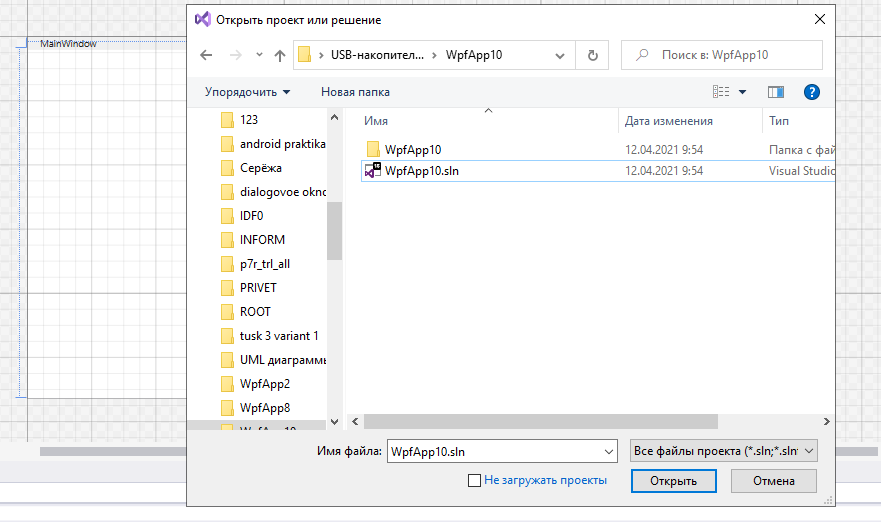 Открыть проект или решение
MainWindow
USB-накопител... WpfApp10
Поиск в: WpfApp10
Упорядочить
Новая папка
123
android praktika
Серёжа
dialogovoe okno
IDF0
INFORM
p7r_trl_all
PRIVET
ROOT
tusk 3 variant 1
UML диаграммы
WpfApp2
WpfApp8
Имя Дата изменения Тип
WpfApp10 12.04.2021 9:54 Папка с фай
WpfApp10.sln 12.04.2021 9:54 Visual Studio
Имя файла: WpfApp10.sln Все файлы проекта (*.sln;*.sln
Не загружать проекты
Открыть Отмена